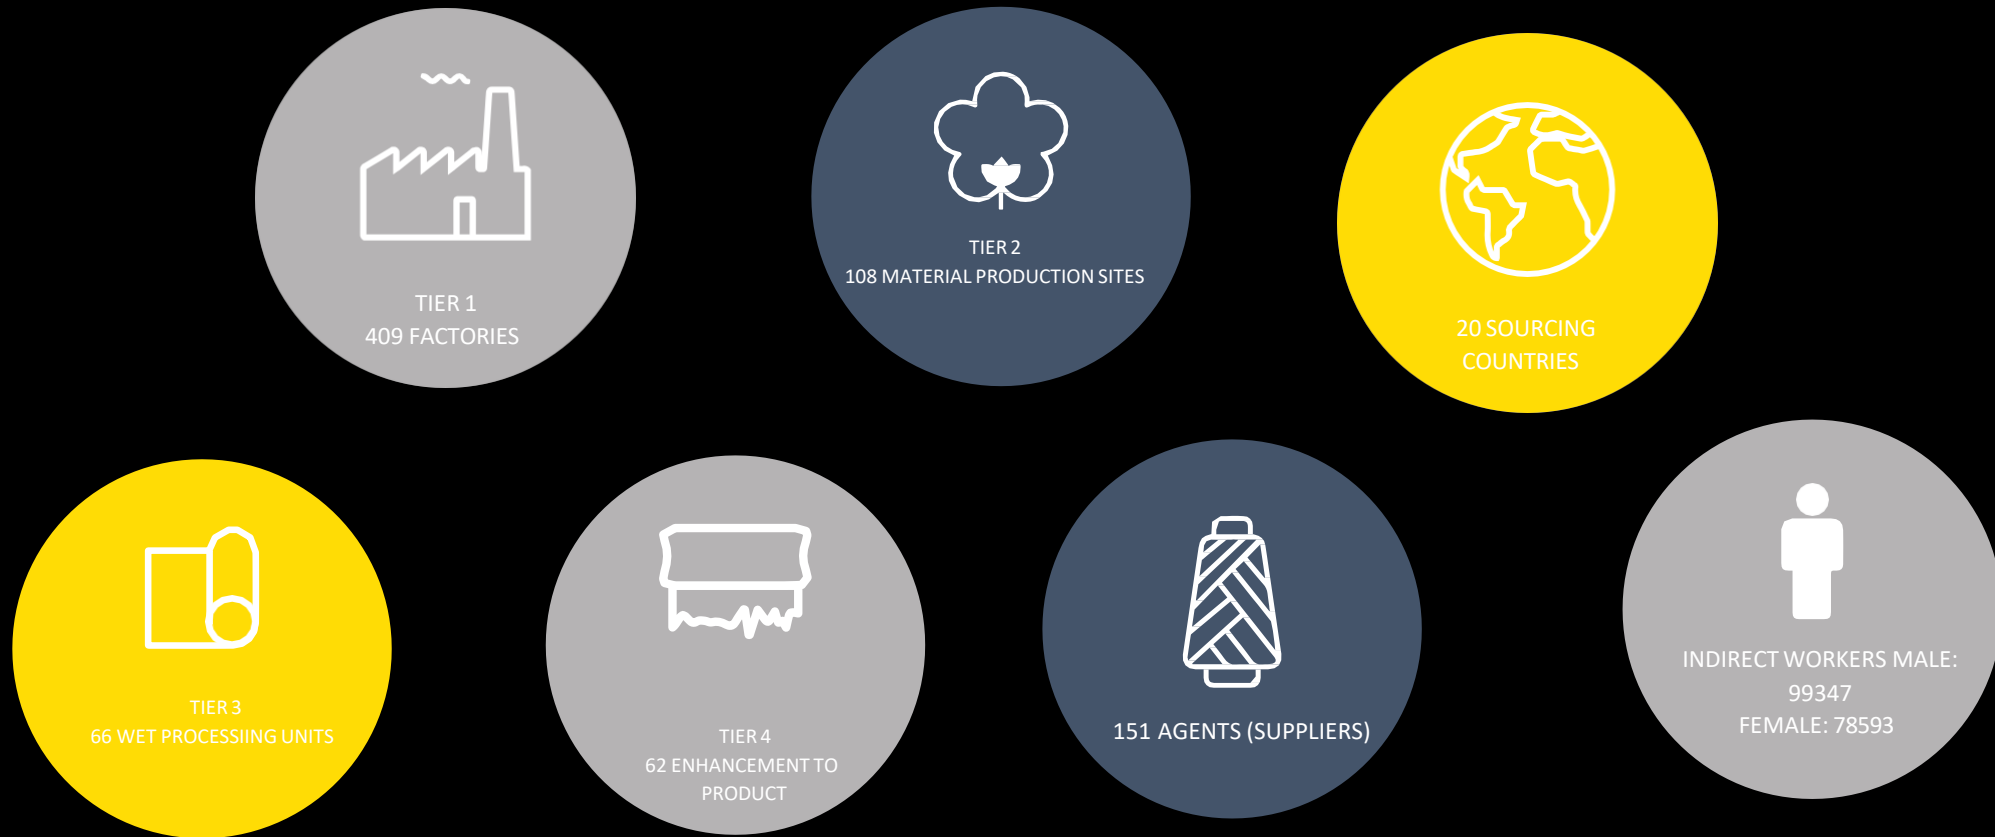 TIER 1
409 FACTORIES
TIER 2
108 MATERIAL PRODUCTION SITES
20 SOURCING
COUNTRIES
TIER 3
66 WET PROCESSIING UNITS
TIER 4
62 ENHANCEMENT TO
PRODUCT
151 AGENTS (SUPPLIERS)
INDIRECT WORKERS MALE:
99347
FEMALE: 78593